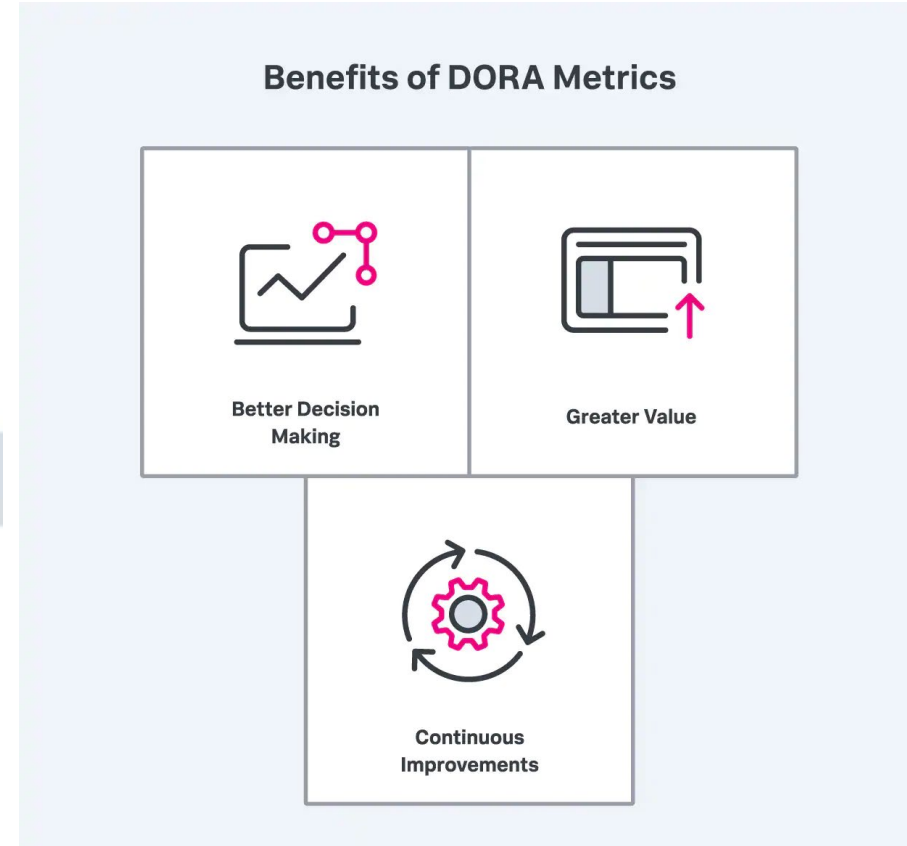 Benefits of DORA Metrics
Better Decision
Making
Greater Value
Continuous
Improvements